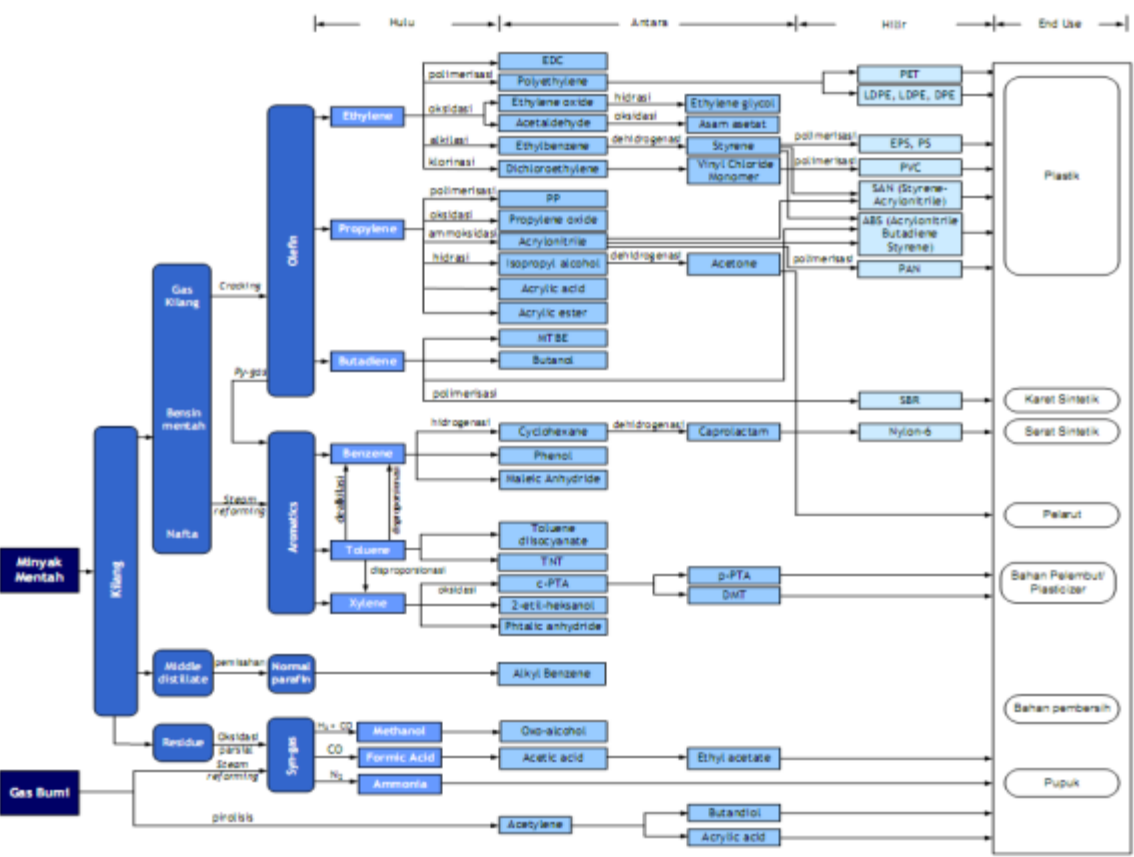 Hulu
Antara
Hilir
End Use
EDC
polimerisasi
Polyethylene
PET
LDPE, LDPE, DPE
Ethylene
oksidasi
Ethylene oxide
hidrasi
Ethylene glycol
Acetaldehyde
oksidasi
Asam asetat
alkilasi
Ethylbenzene
dehidrogenasi
Styrene
polimerisasi
EPS, PS
klorinasi
Dichloroethylene
Vinyl Chloride
Monomer
polimerisasi
PVC
Plastik
Olefin
polimerisasi
PP
SAN (Styrene-
Acrylonitrile)
Propylene
oksidasi
Propylene oxide
ABS (Acrylonitrile
Butadiene
Styrene)
ammoksidasi
Acrylonitrile
hidrasi
Isopropyl alcohol
dehidrogenasi
Acetone
polimerisasi
PAN
Acrylic acid
Acrylic ester
Gas
Kilang
Cracking
MTBE
Butadiene
Butanol
Py-gas
polimerisasi
SBR
Karet Sintetik
Bensin
mentah
hidrogenasi
Cyclohexane
dehidrogenasi
Caprolactam
Nylon-6
Serat Sintetik
Benzene
Phenol
Maleic Anhydride
Aromatics
dealkilasi
disproporsionasi
Steam
reforming
Nafta
Pelarut
Toluene
Toluene
diisocyanate
TNT
disproporsionasi
Minyak
Mentah
Kilang
oksidasi
c-PTA
p-PTA
DMT
Bahan Pelembut/
Plasticizer
Xylene
2-etil-heksanol
Phtalic anhydride
Middle
distillate
pemisahan
Normal
parafin
Alkyl Benzene
Bahan pembersih
Residue
Oksidasi
parsial
Syn-gas
H₂+ CO
Methanol
Oxo-alcohol
CO
Formic Acid
Acetic acid
Ethyl acetate
Steam
reforming
N₂
Ammonia
Pupuk
Gas Bumi
pirolisis
Acetylene
Butandiol
Acrylic acid